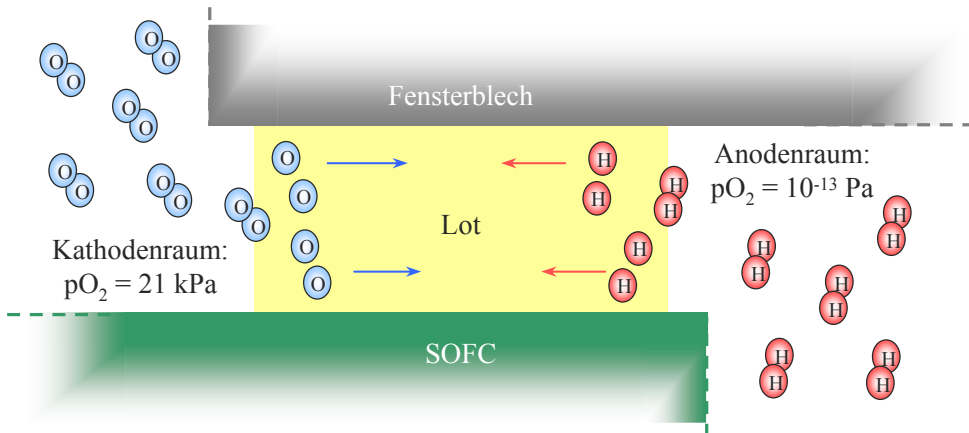 O O
O O
Fensterblech
O O
O H
O O
O O
O H
H H
O O
Lot
Anodenraum:
pO₂ = 10⁻¹³ Pa
Kathodenraum:
pO₂ = 21 kPa
O H
O H
H H
H H
H H
SOFC
H H
H H